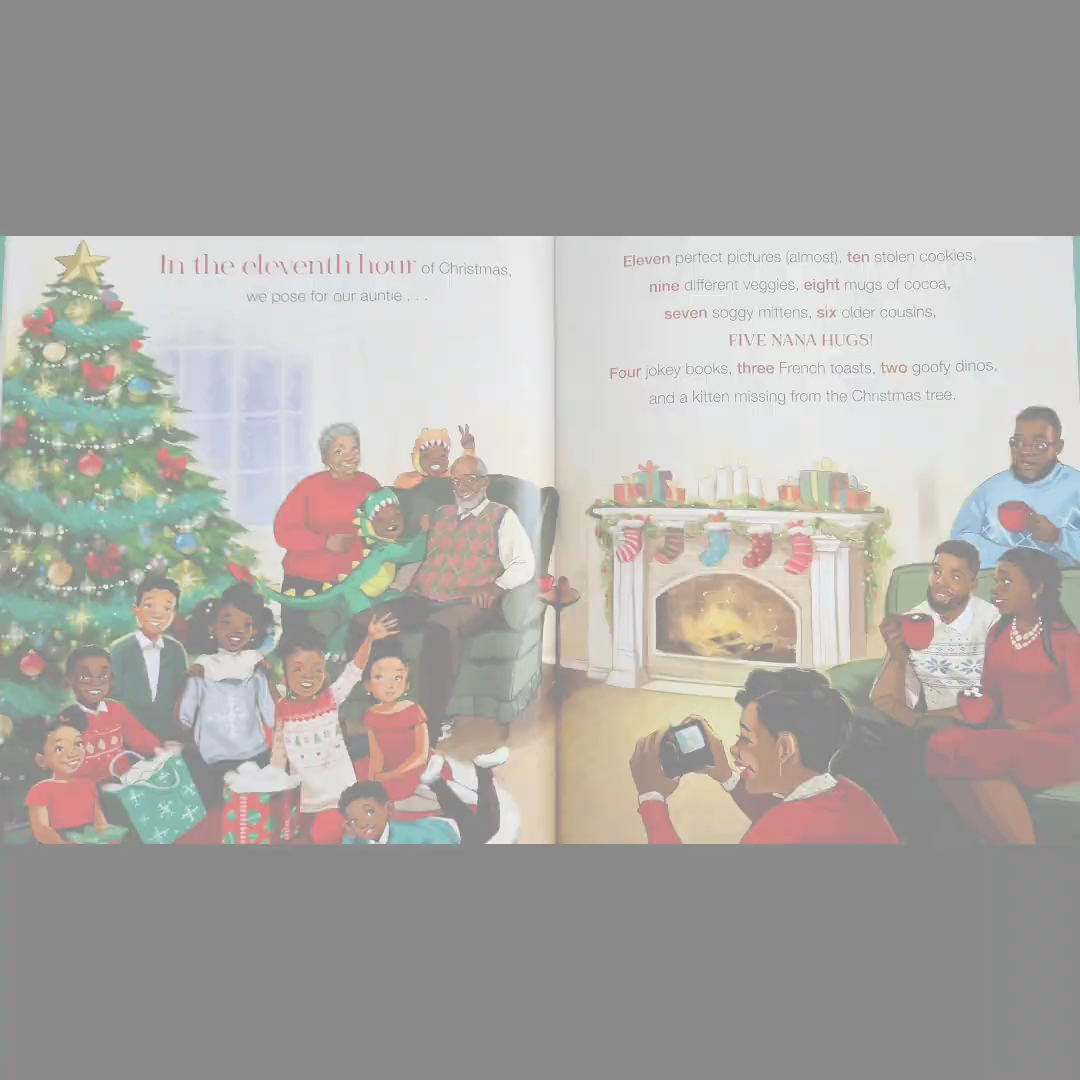 In the eleventh hour of Christmas,
we pose for our auntie . . .
Eleven perfect pictures (almost), ten stolen cookies,
nine different veggies, eight mugs of cocoa,
seven soggy mittens, six older cousins,
FIVE NANA HUGS!
Four jokey books, three French toasts, two goofy dinos,
and a kitten missing from the Christmas tree.